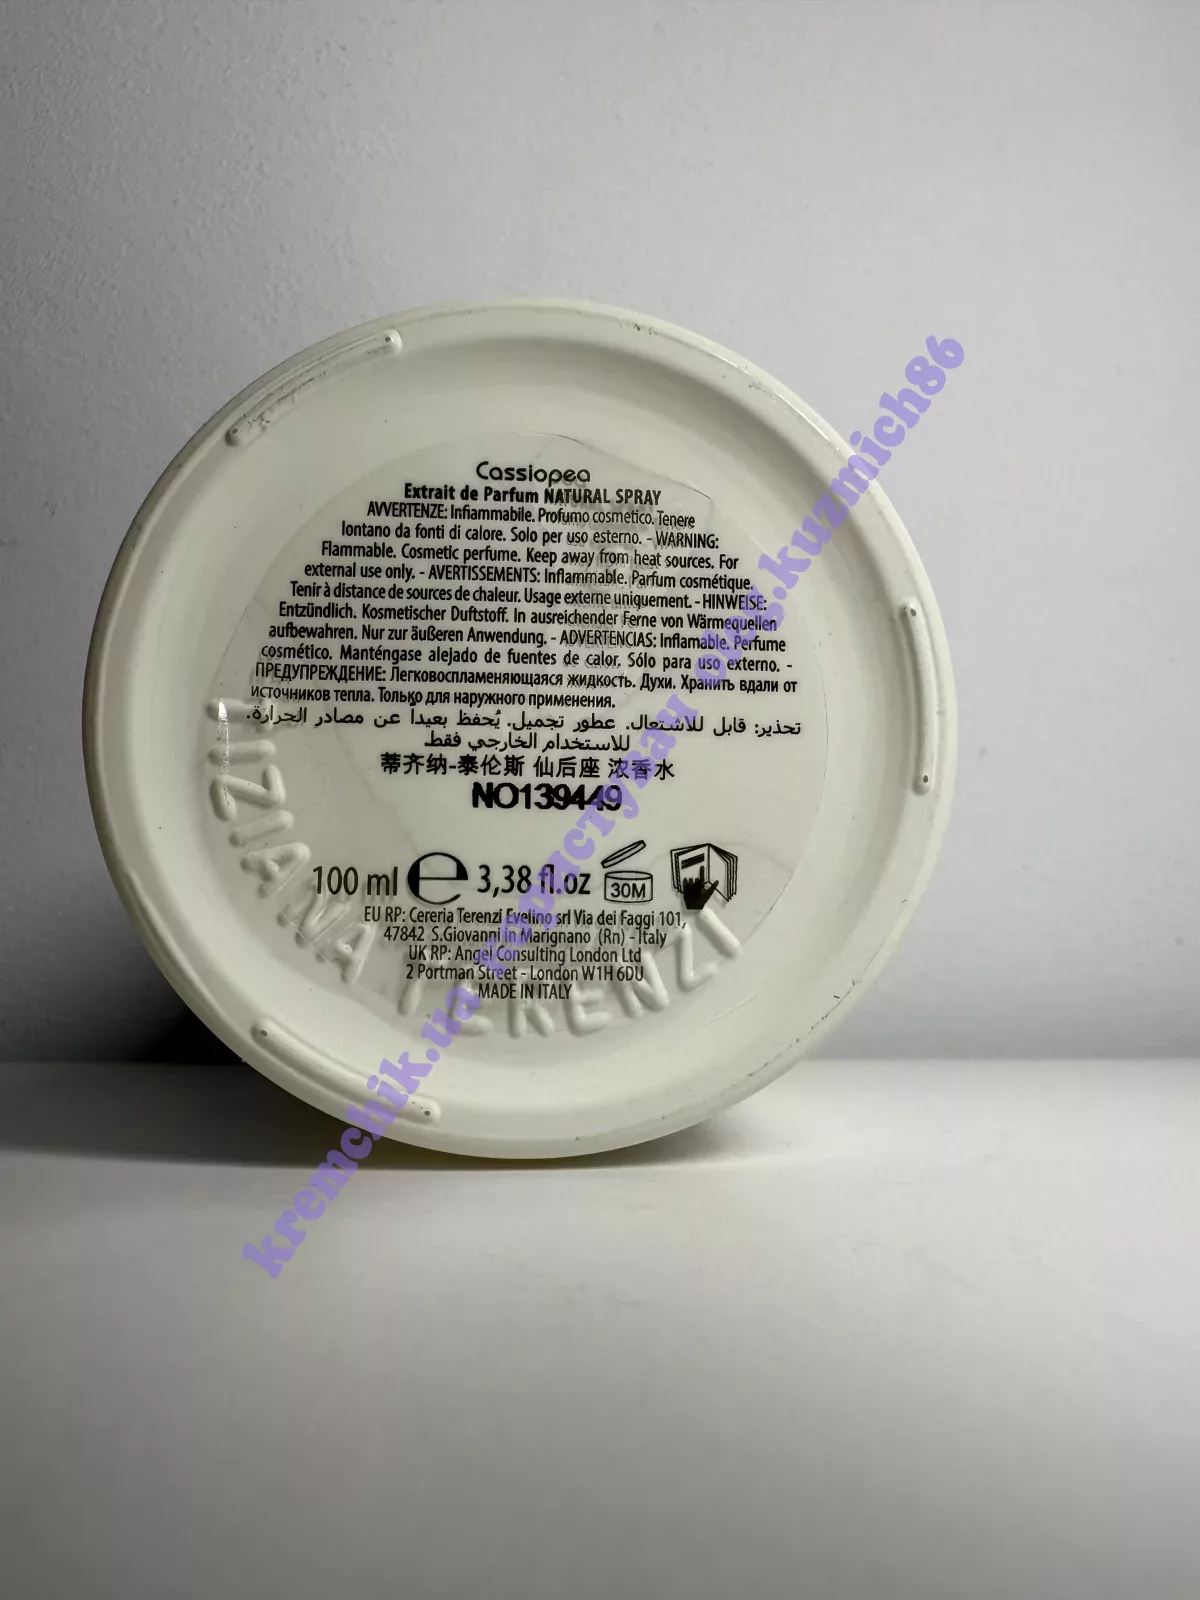 Cassiopea
Extrait de Parfum NATURAL SPRAY
AVVERTENZE: Infiammabile. Profumo cosmetico. Tenere
lontano da fonti di calore. Solo per uso esterno. - WARNING:
Flammable. Cosmetic perfume. Keep away from heat sources. For
external use only. - AVERTISSEMENTS: Inflammable. Parfum cosmétique.
Tenir à distance de sources de chaleur. Usage externe uniquement. - HINWEISE:
Entzündlich. Kosmetischer Duftstoff. In ausreichender Ferne von Wärmequellen
aufbewahren. Nur zur äußeren Anwendung. - ADVERTENCIAS: Inflamable. Perfume
cosmético. Manténgase alejado de fuentes de calor. Sólo para uso externo. -
ПРЕДУПРЕЖДЕНИЕ: Легковоспламеняющаяся жидкость. Духи. Хранить вдали от
источников тепла. Только для наружного применения.
تحذير: قابل للاشتعال. عطور تجميل. يُحفظ بعيداً عن مصادر الحرارة.
للاستخدام الخارجي فقط
蒂齐纳-泰伦斯 仙后座 浓香水
NO139449
100 ml e 3,38 fl.oz 30M
EU RP: Cereria Terenzi Evelino srl Via dei Faggi 101,
47842 S.Giovanni in Marignano (Rn) - Italy
UK RP: Angel Consulting London Ltd
2 Portman Street - London W1H 6DU
MADE IN ITALY
TIZIANA TERENZI
kremchik.ua користувач oleg.kuzmich86